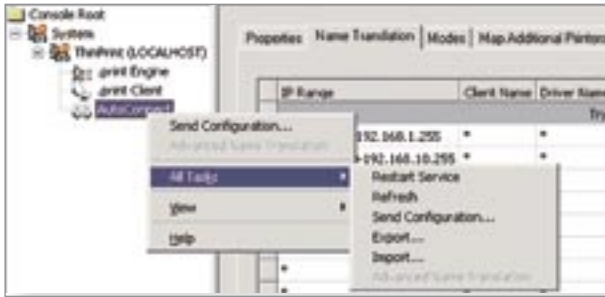 Console Root
System
ThinPrint (LOCALHOST)
.print Engine
.print Client
AutoConnect
Properties
Name Translation
Modes
Map Additional Printers
IP Range
Client Name
Driver Name
Try
192.168.1.255 * *
192.168.10.255 * *
Send Configuration...
Advanced Name Translation
All Tasks
View
Help
Restart Service
Refresh
Send Configuration...
Export...
Import...
Advanced Name Translation
*
*